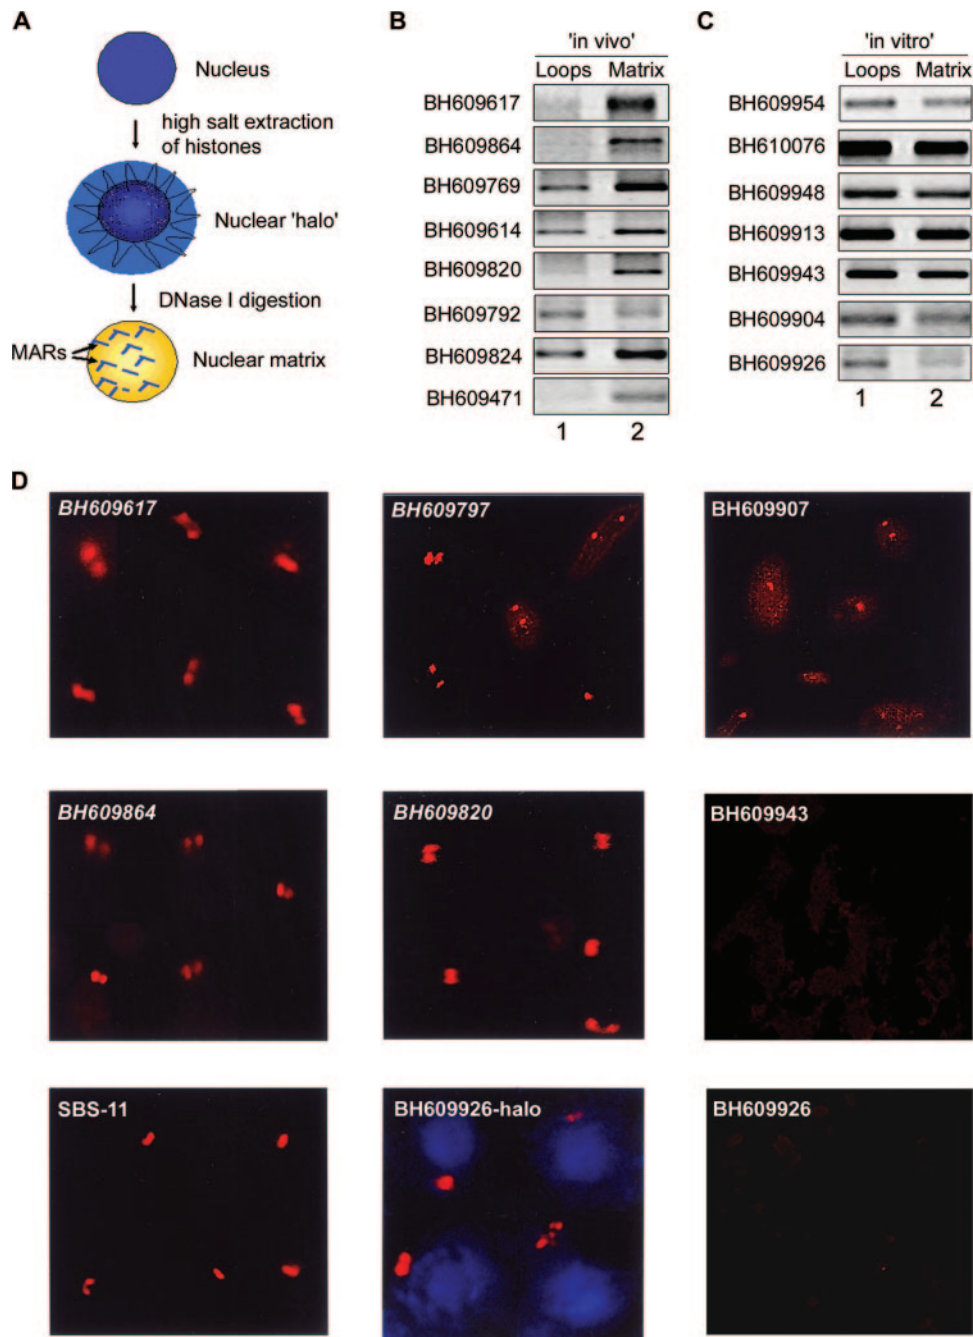 A
Nucleus
high salt extraction
of histones
Nuclear 'halo'
DNase I digestion
MARs
Nuclear matrix
B
'in vivo'
Loops Matrix
BH609617
BH609864
BH609769
BH609614
BH609820
BH609792
BH609824
BH609471
1 2
C
'in vitro'
Loops Matrix
BH609954
BH610076
BH609948
BH609913
BH609943
BH609904
BH609926
1 2
D
BH609617
BH609797
BH609907
BH609864
BH609820
BH609943
SBS-11
BH609926-halo
BH609926